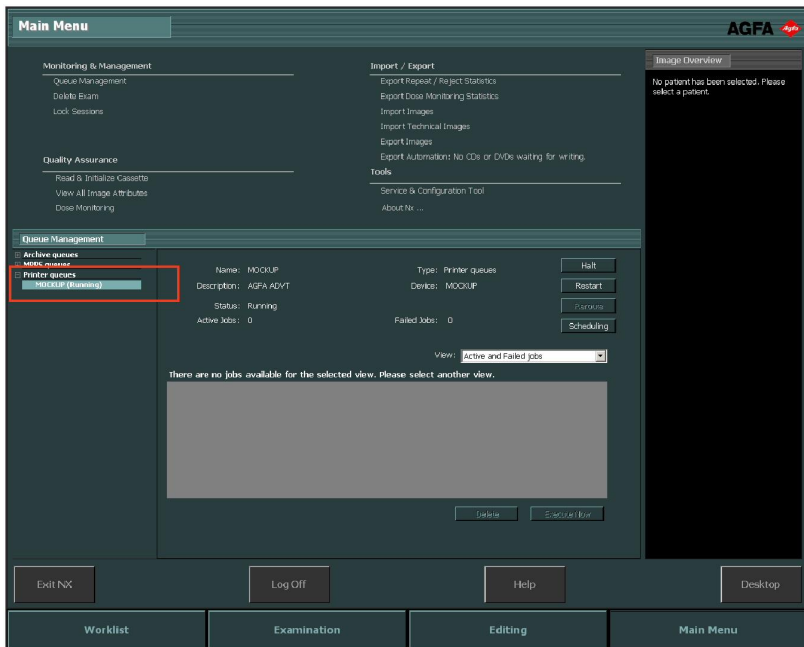 Main Menu
AGFA Agfa
Monitoring & Management
Queue Management
Delete Exam
Lock Sessions
Quality Assurance
Read & Initialize Cassette
View All Image Attributes
Dose Monitoring
Import / Export
Export Repeat / Reject Statistics
Export Dose Monitoring Statistics
Import Images
Import Technical Images
Export Images
Export Automation: No CDs or DVDs waiting for writing.
Tools
Service & Configuration Tool
About Nx ...
Image Overview
No patient has been selected. Please
select a patient.
Queue Management
Archive queues
MPPS queues
Printer queues
MOCKUP (Running)
Name: MOCKUP
Type: Printer queues
Description: AGFA ADVT
Device: MOCKUP
Status: Running
Active Jobs: 0
Failed Jobs: 0
Halt
Restart
Reroute
Scheduling
View: Active and Failed jobs
There are no jobs available for the selected view. Please select another view.
Delete
Execute Now
Exit NX
Log Off
Help
Desktop
Worklist
Examination
Editing
Main Menu